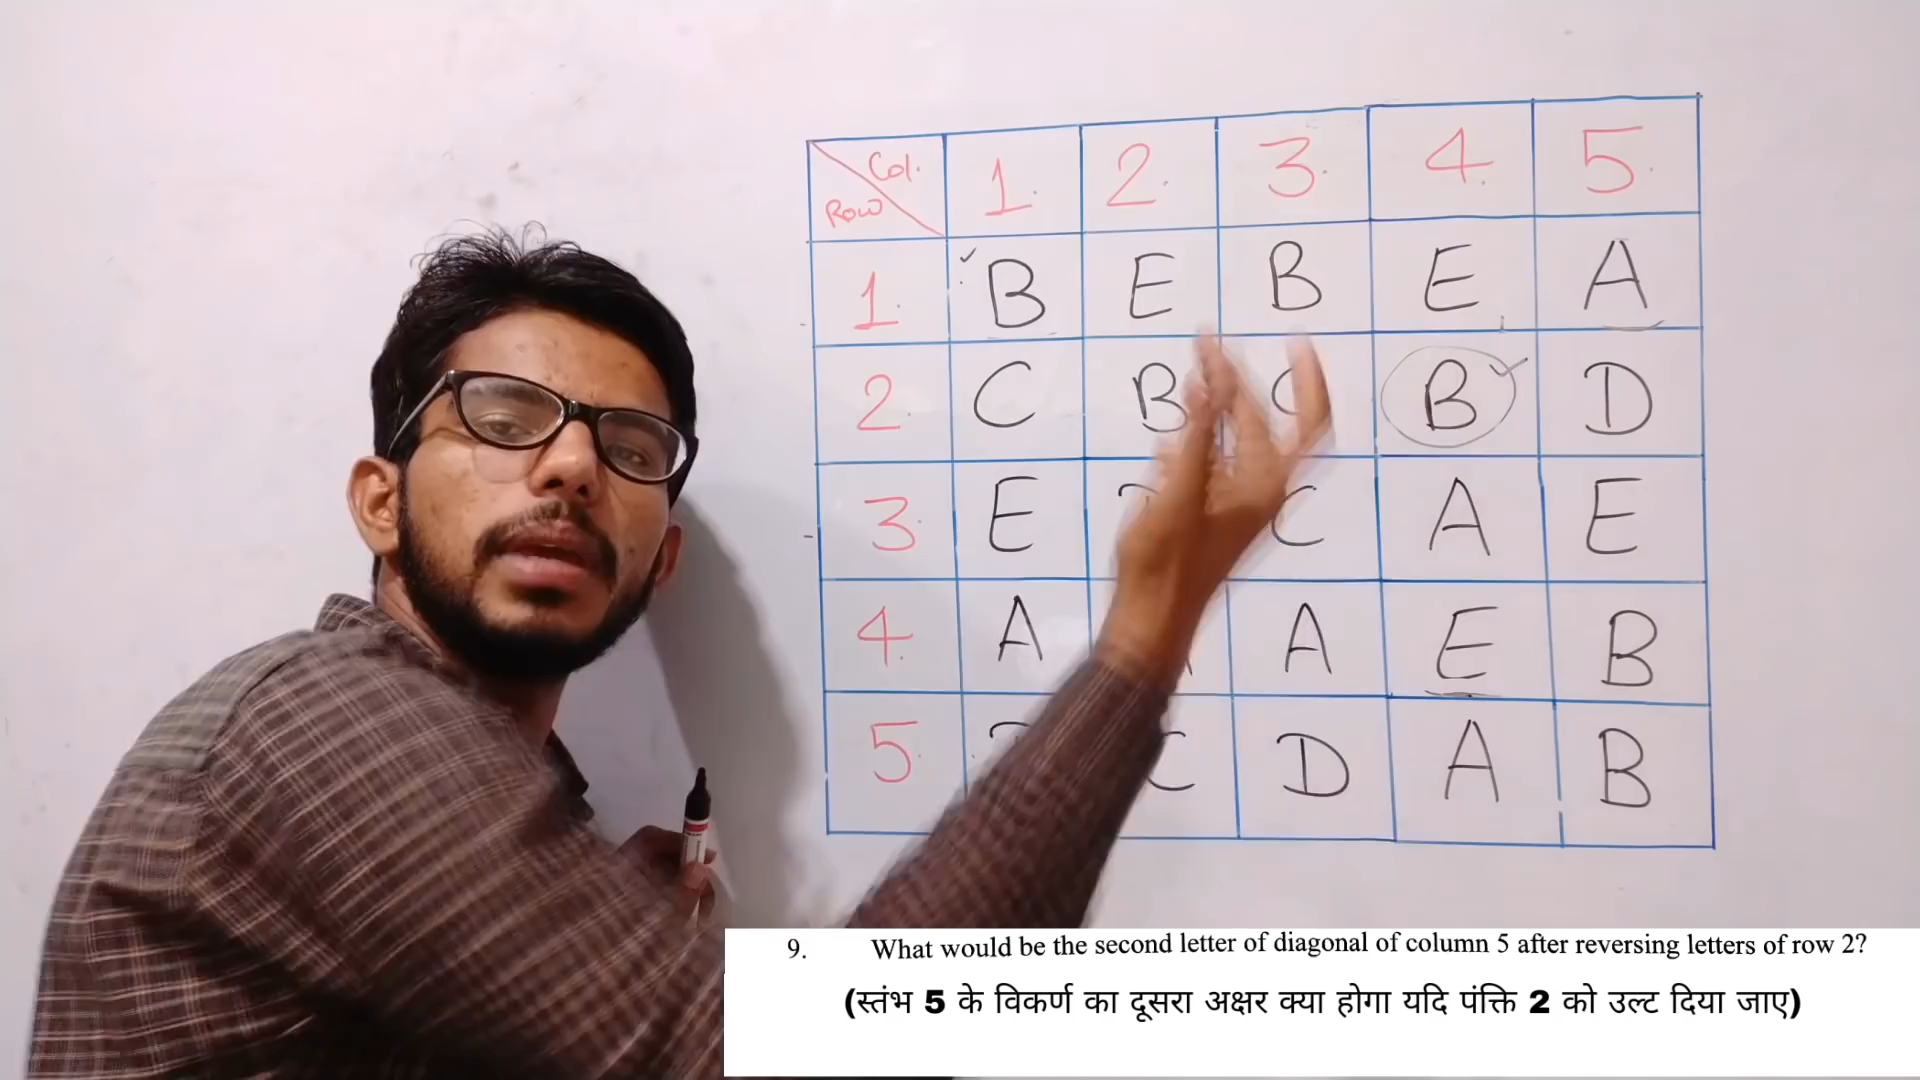 Col. 1. 2. 3. 4. 5.
Row
1. B E B E A
2. C B C B D
3. E C A E
4. A A E B
5. C D A B
9. What would be the second letter of diagonal of column 5 after reversing letters of row 2?
(स्तंभ 5 के विकर्ण का दूसरा अक्षर क्या होगा यदि पंक्ति 2 को उल्ट दिया जाए)